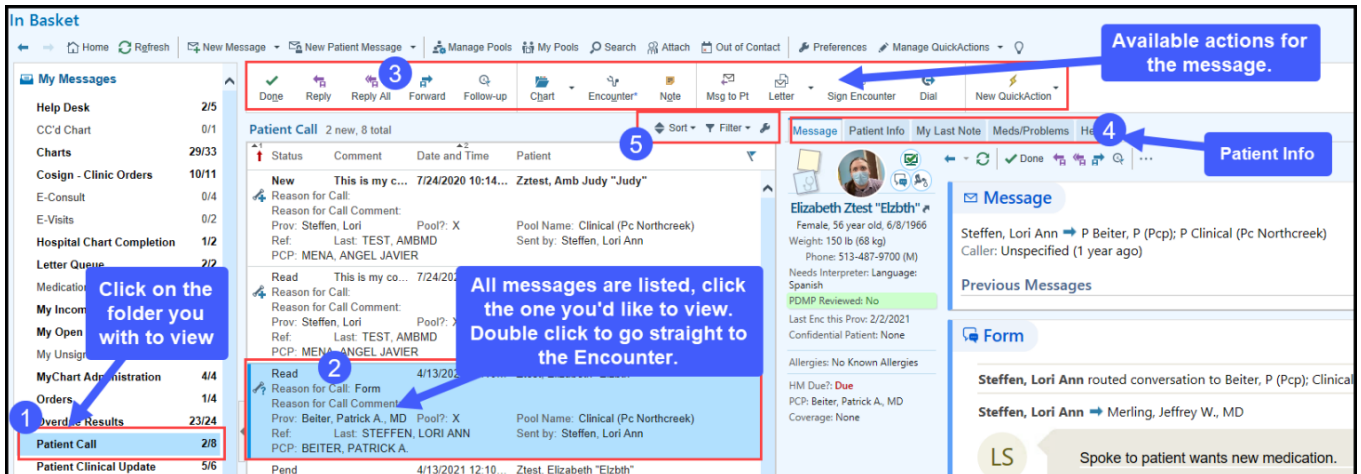 In Basket
Home Refresh New Message New Patient Message Manage Pools My Pools Search Attach Out of Contact Preferences Manage QuickActions
Available actions for
the message.
My Messages
3
Done Reply Reply All Forward Follow-up Chart Encounter* Note Msg to Pt Letter Sign Encounter Dial New QuickAction
Help Desk 2/5
CC'd Chart 0/1
Charts 29/33
Cosign - Clinic Orders 10/11
E-Consult 0/4
E-Visits 0/2
Hospital Chart Completion 1/2
Letter Queue 2/2
My Incom
My Open
My Unsign
MyChart Administration 4/4
Orders 1/4
Overdue Results 23/24
Patient Call 2/8
Patient Clinical Update 5/6
Click on the
folder you
with to view
1
Patient Call 2 new, 8 total
Sort Filter
5
1 2
Status Comment Date and Time Patient
New This is my c... 7/24/2020 10:14... Zztest, Amb Judy "Judy"
Reason for Call:
Reason for Call Comment:
Prov: Steffen, Lori Pool?: X Pool Name: Clinical (Pc Northcreek)
Ref: Last: TEST, AMBMD Sent by: Steffen, Lori Ann
PCP: MENA, ANGEL JAVIER
Read This is my co... 7/24/202
Reason for Call:
Reason for Call Comment:
Prov: Steffen, Lori Pool?: X
Ref: Last: TEST, AMBMD
PCP: MENA, ANGEL JAVIER
All messages are listed, click
the one you'd like to view.
Double click to go straight to
the Encounter.
2
Read 4/13/202
Reason for Call: Form
Reason for Call Comment:
Prov: Beiter, Patrick A., MD Pool?: X Pool Name: Clinical (Pc Northcreek)
Ref: Last: STEFFEN, LORI ANN Sent by: Steffen, Lori Ann
PCP: BEITER, PATRICK A.
Pend 4/13/2021 12:10... Ztest, Elizabeth "Elzbth"
Message Patient Info My Last Note Meds/Problems He
4
Patient Info
Done
Elizabeth Ztest "Elzbth"
Female, 56 year old, 6/8/1966
Weight: 150 lb (68 kg)
Phone: 513-487-9700 (M)
Needs Interpreter: Language:
Spanish
PDMP Reviewed: No
Last Enc this Prov: 2/2/2021
Confidential Patient: None
Allergies: No Known Allergies
HM Due?: Due
PCP: Beiter, Patrick A., MD
Coverage: None
Message
Steffen, Lori Ann P Beiter, P (Pcp); P Clinical (Pc Northcreek)
Caller: Unspecified (1 year ago)
Previous Messages
Form
Steffen, Lori Ann routed conversation to Beiter, P (Pcp); Clinical
Steffen, Lori Ann Merling, Jeffrey W., MD
LS
Spoke to patient wants new medication.